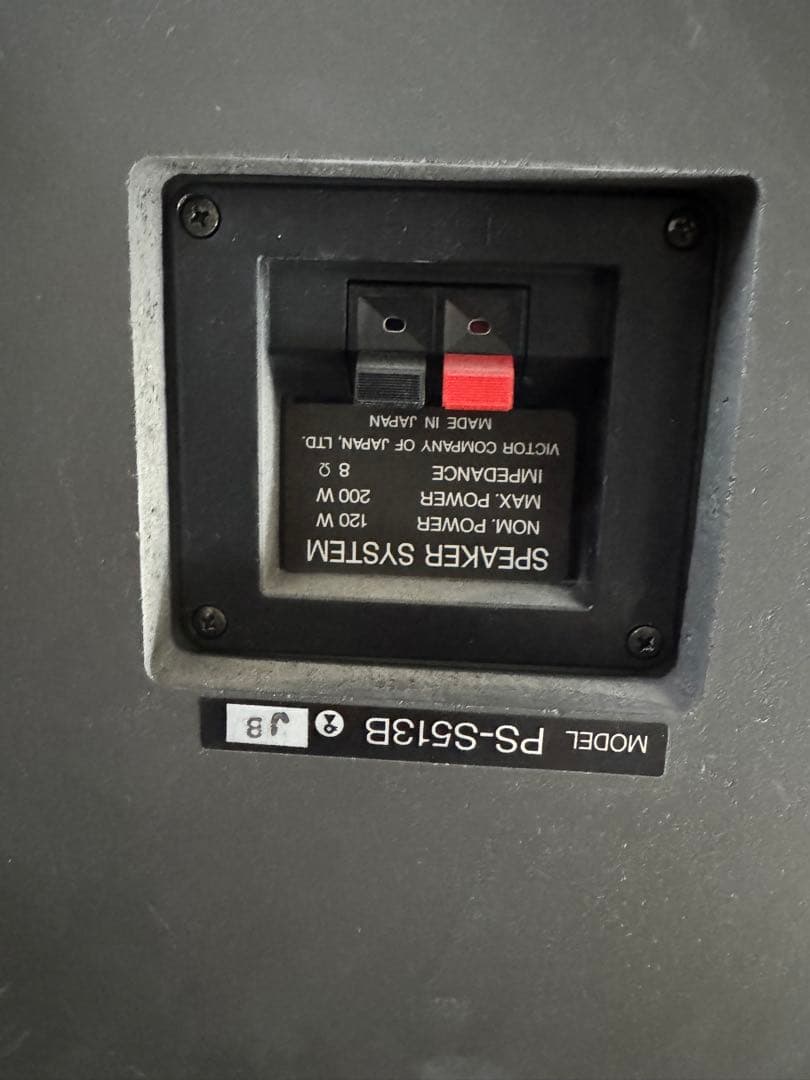 MODEL PS-S513B JB
SPEAKER SYSTEM
NOM. POWER 120 W
MAX. POWER 200 W
IMPEDANCE 8 Ω
VICTOR COMPANY OF JAPAN, LTD.
MADE IN JAPAN